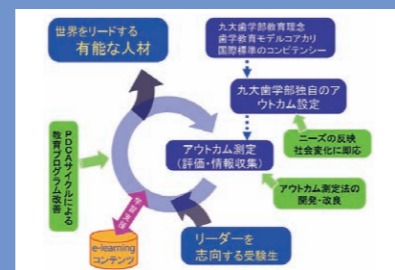 世界をリードする
有能な人材
九大歯学部教育理念
歯学教育モデルコアカリ
国際標準のコンピテンシー
九大歯学部独自のア
ウトカム設定
ニーズの反映
社会変化に即応
アウトカム測定
(評価・情報収集)
アウトカム測定法の
開発・改良
PDCAサイクルによる
教育プログラム改善
e-learning
コンテンツ
リーダーを
志向する受験生